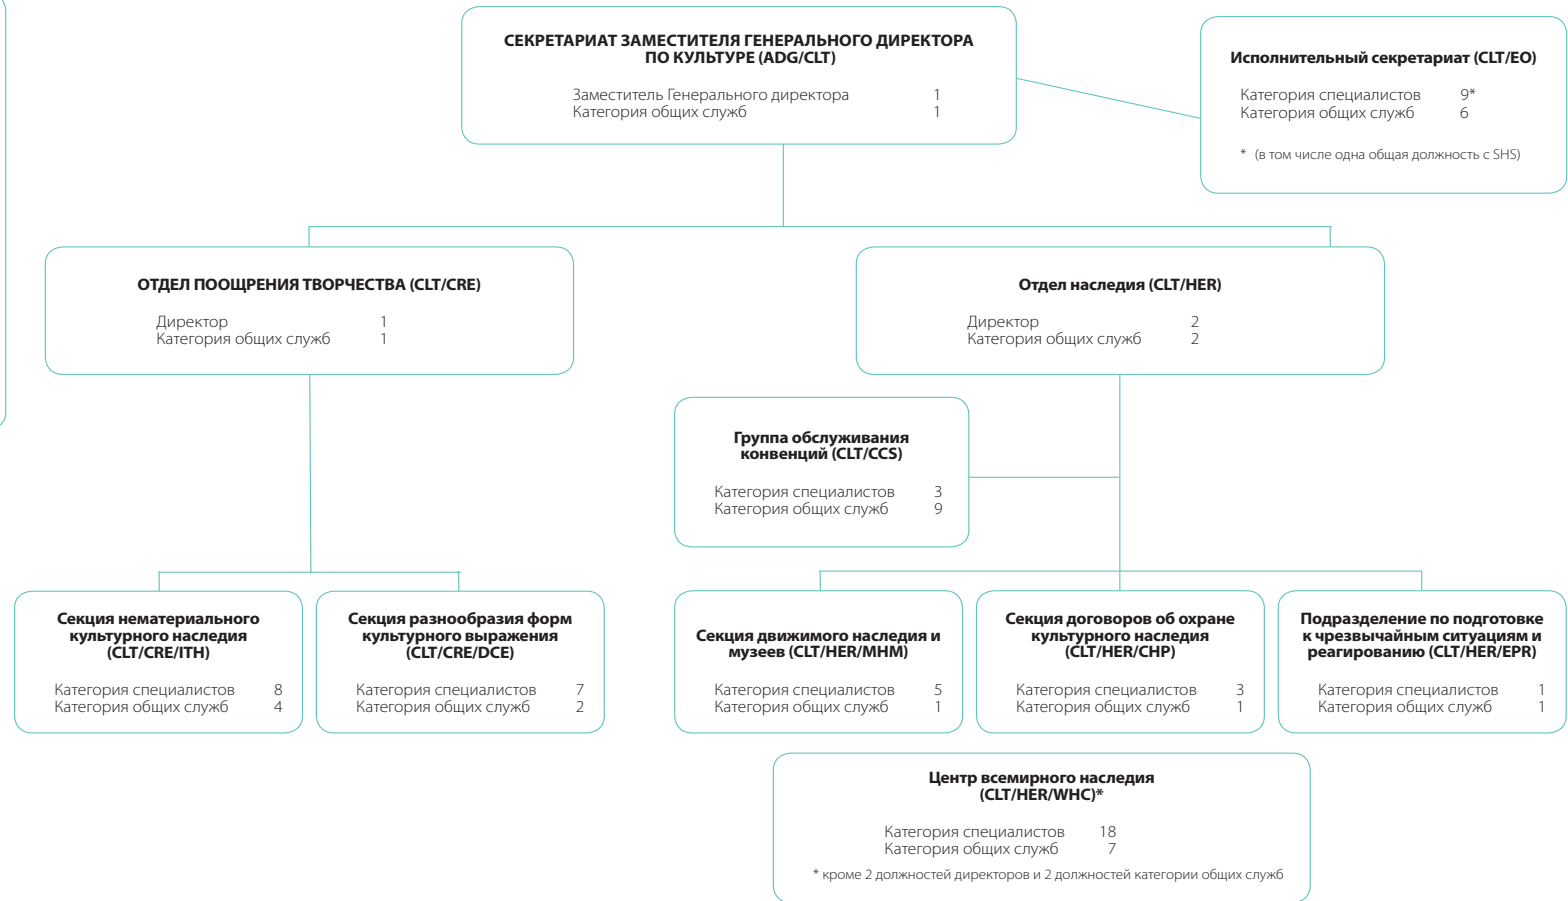 СЕКРЕТАРИАТ ЗАМЕСТИТЕЛЯ ГЕНЕРАЛЬНОГО ДИРЕКТОРА
ПО КУЛЬТУРЕ (ADG/CLT)
Заместитель Генерального директора 1
Категория общих служб 1
Исполнительный секретариат (CLT/EO)
Категория специалистов 9*
Категория общих служб 6
* (в том числе одна общая должность с SHS)
ОТДЕЛ ПООЩРЕНИЯ ТВОРЧЕСТВА (CLT/CRE)
Директор 1
Категория общих служб 1
Отдел наследия (CLT/HER)
Директор 2
Категория общих служб 2
Группа обслуживания
конвенций (CLT/CCS)
Категория специалистов 3
Категория общих служб 9
Секция нематериального
культурного наследия
(CLT/CRE/ITH)
Категория специалистов 8
Категория общих служб 4
Секция разнообразия форм
культурного выражения
(CLT/CRE/DCE)
Категория специалистов 7
Категория общих служб 2
Секция движимого наследия и
музеев (CLT/HER/MHM)
Категория специалистов 5
Категория общих служб 1
Секция договоров об охране
культурного наследия
(CLT/HER/CHP)
Категория специалистов 3
Категория общих служб 1
Подразделение по подготовке
к чрезвычайным ситуациям и
реагированию (CLT/HER/EPR)
Категория специалистов 1
Категория общих служб 1
Центр всемирного наследия
(CLT/HER/WHC)*
Категория специалистов 18
Категория общих служб 7
* кроме 2 должностей директоров и 2 должностей категории общих служб